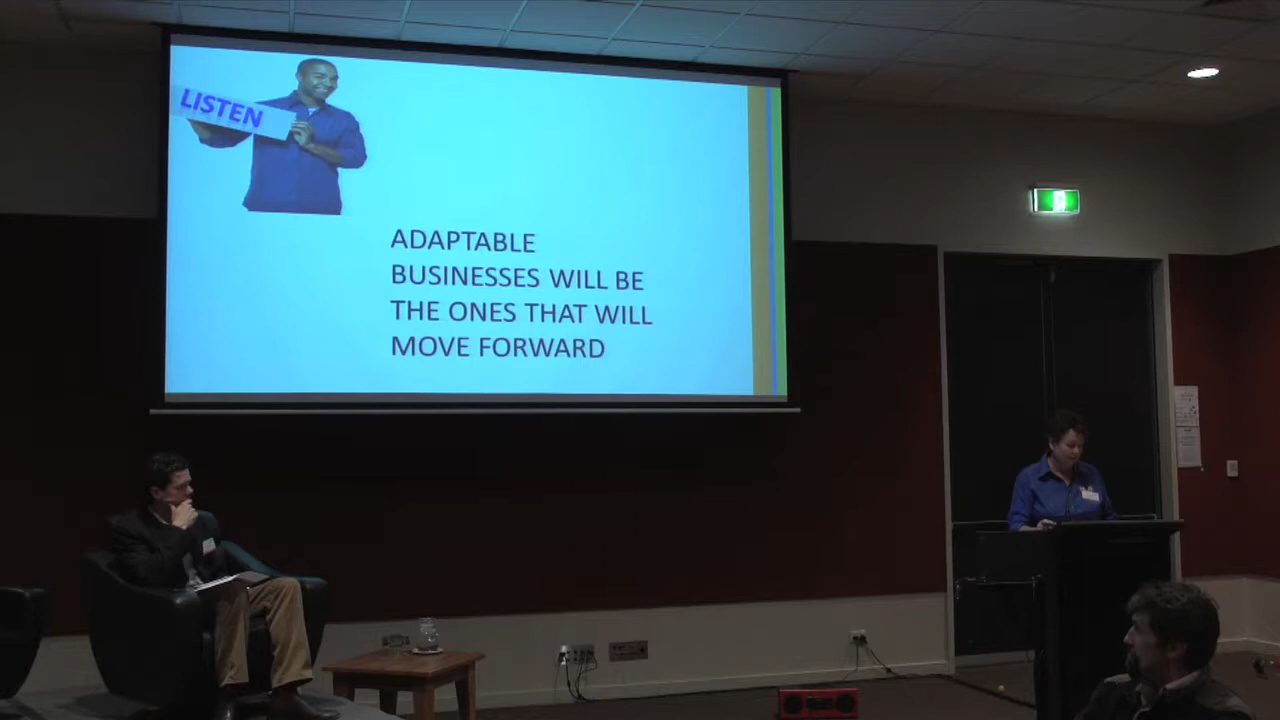 LISTEN
ADAPTABLE
BUSINESSES WILL BE
THE ONES THAT WILL
MOVE FORWARD